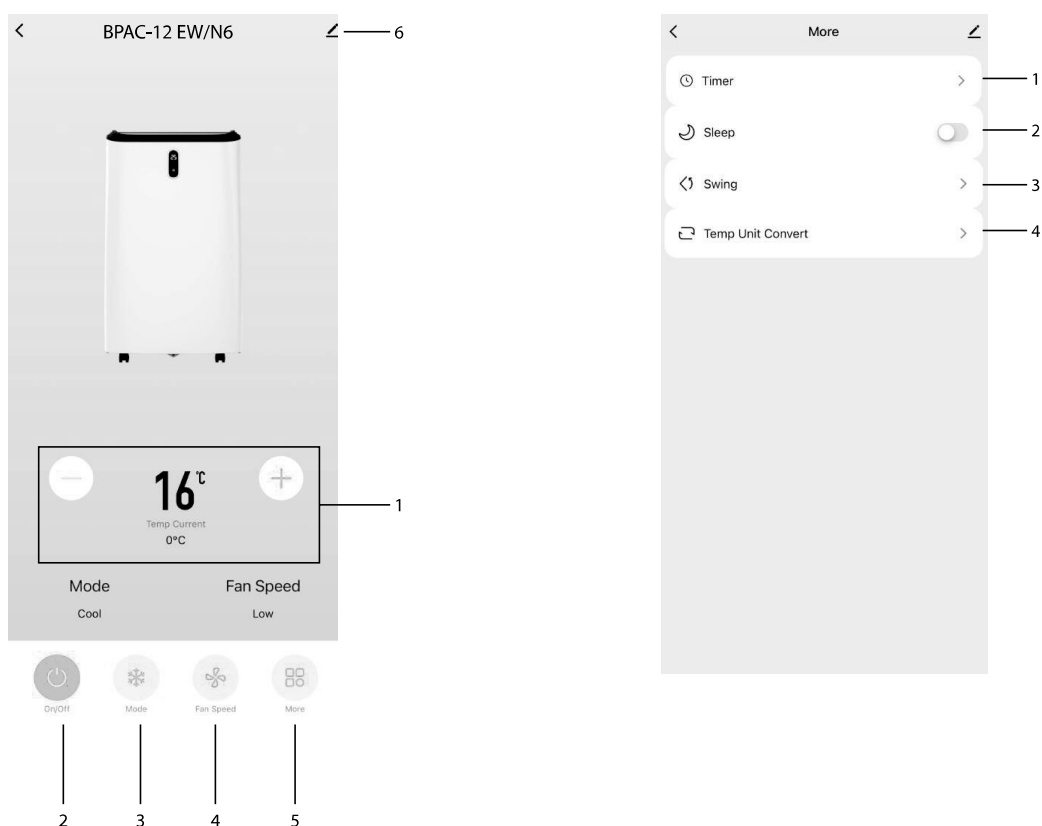 BPAC-12 EW/N6
6
16°C
Temp Current
0°C
1
Mode
Fan Speed
Cool
Low
On/Off
Mode
Fan Speed
More
2
3
4
5
More
Timer
1
Sleep
2
Swing
3
Temp Unit Convert
4